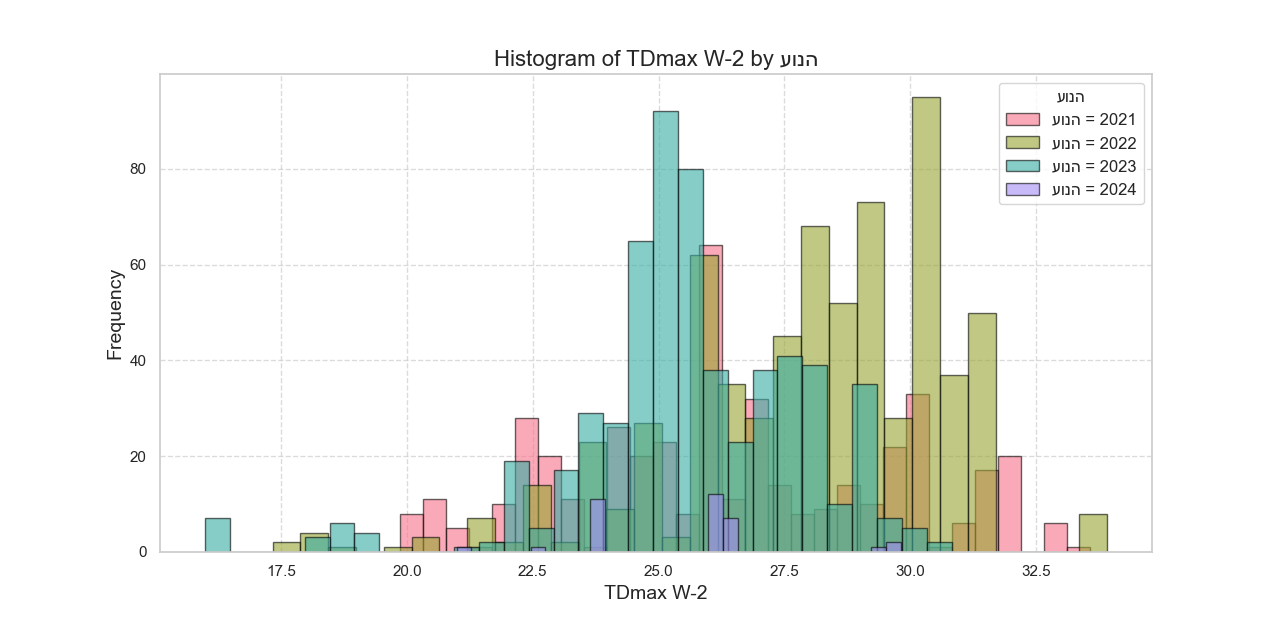 Histogram of TDmax W-2 by הנוע
הנוע
הנוע = 2021
הנוע = 2022
הנוע = 2023
הנוע = 2024
Frequency
80
60
40
20
0
17.5 20.0 22.5 25.0 27.5 30.0 32.5
TDmax W-2